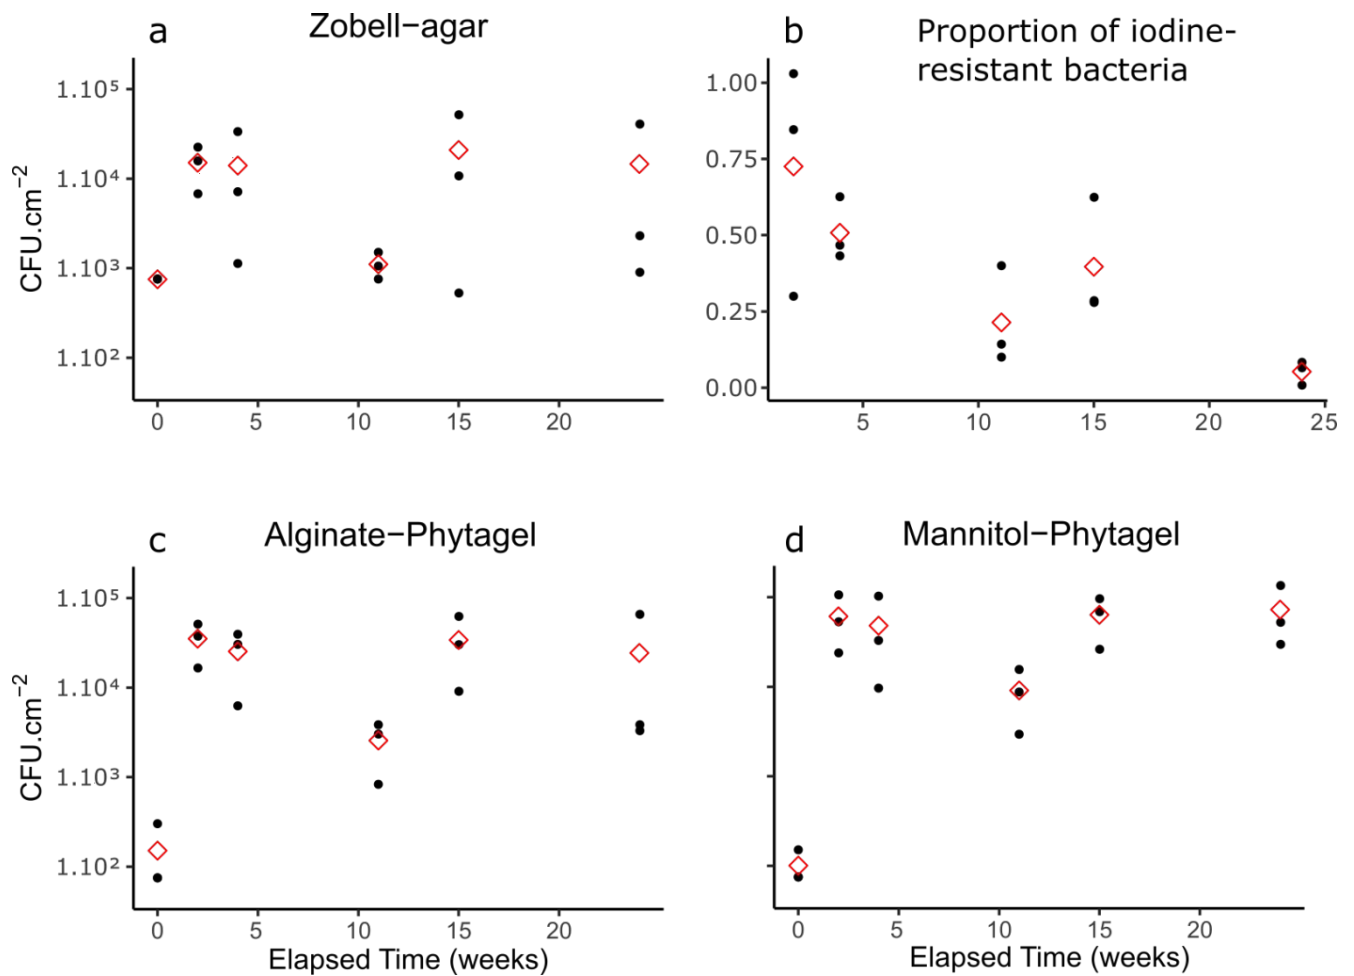 a
Zobell−agar
CFU.cm⁻²
1.10⁵
1.10⁴
1.10³
1.10²
0 5 10 15 20
b
Proportion of iodine-
resistant bacteria
1.00
0.75
0.50
0.25
0.00
5 10 15 20 25
c
Alginate−Phytagel
CFU.cm⁻²
1.10⁵
1.10⁴
1.10³
1.10²
0 5 10 15 20
Elapsed Time (weeks)
d
Mannitol−Phytagel
0 5 10 15 20
Elapsed Time (weeks)